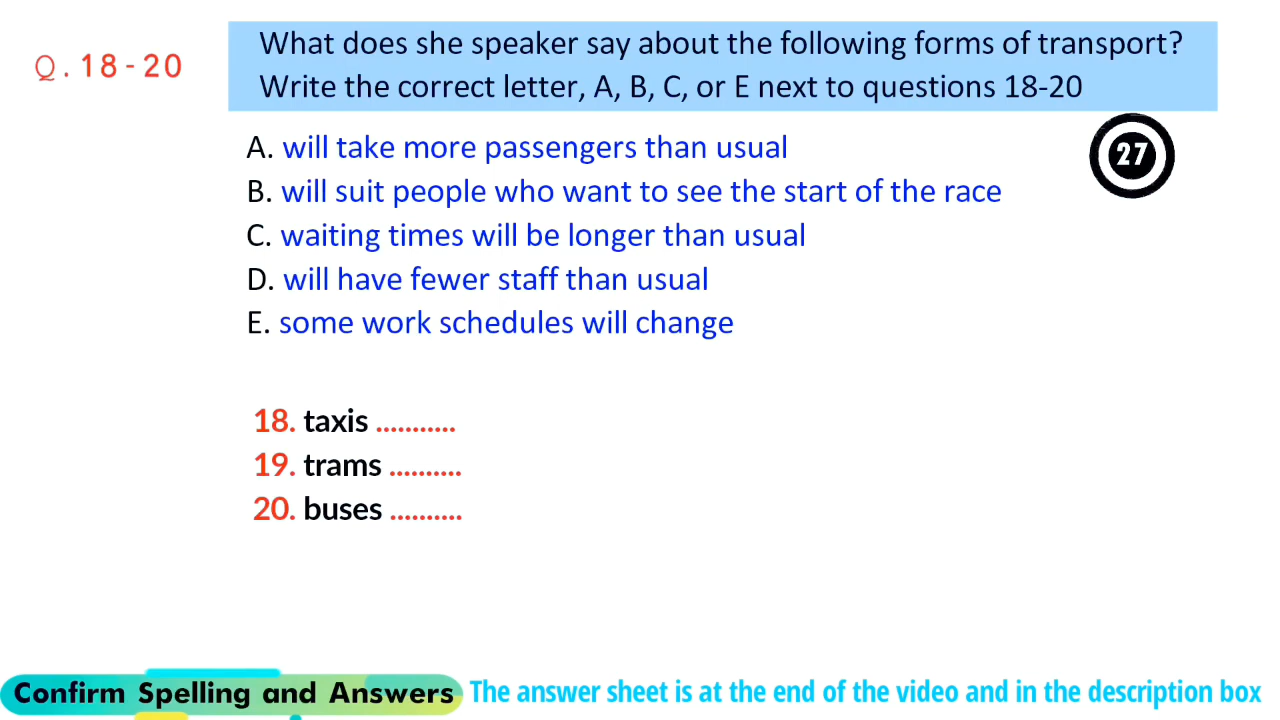 Q. 18-20
What does she speaker say about the following forms of transport?
Write the correct letter, A, B, C, or E next to questions 18-20
27
A. will take more passengers than usual
B. will suit people who want to see the start of the race
C. waiting times will be longer than usual
D. will have fewer staff than usual
E. some work schedules will change
18. taxis ...........
19. trams ..........
20. buses ..........
Confirm Spelling and Answers The answer sheet is at the end of the video and in the description box